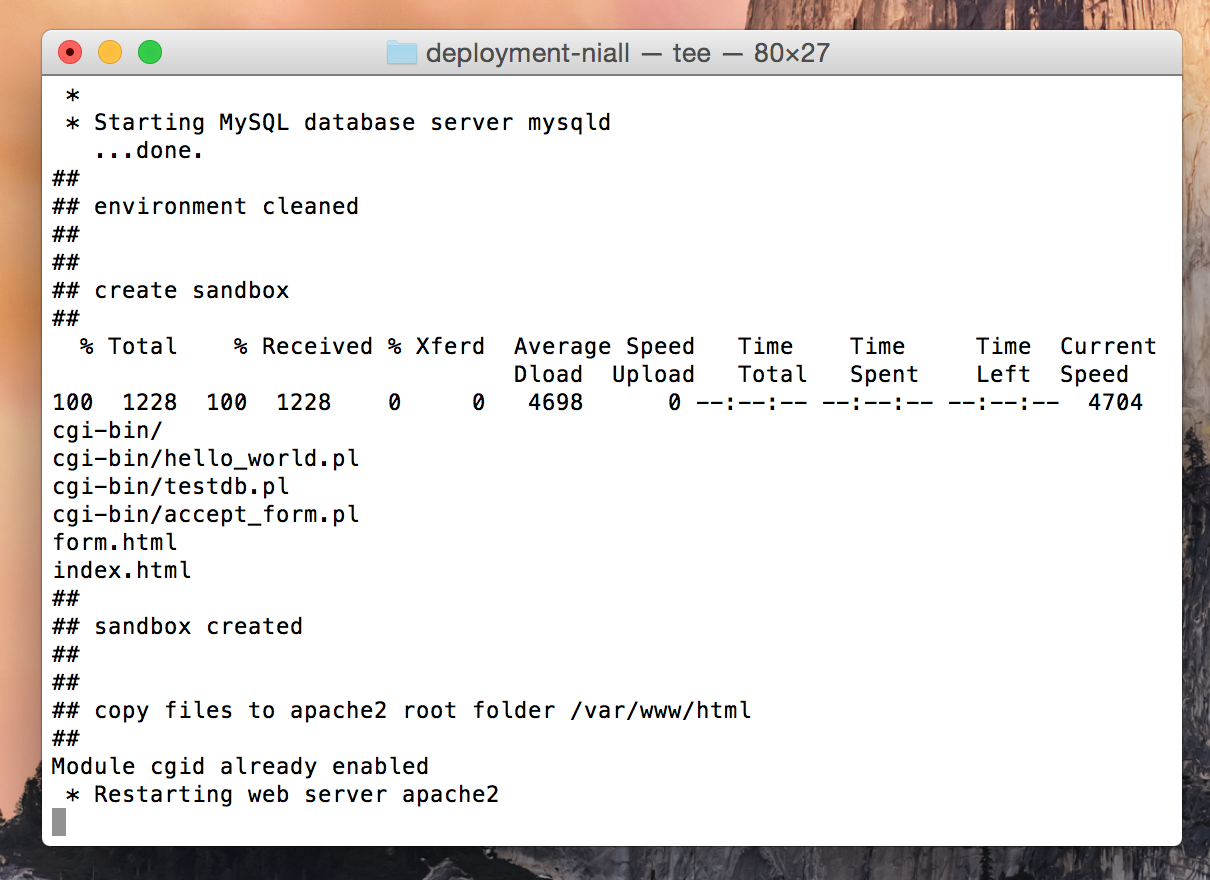 deployment-niall — tee — 80×27
*
* Starting MySQL database server mysqld
...done.
##
## environment cleaned
##
##
## create sandbox
##
% Total % Received % Xferd Average Speed Time Time Time Current
Dload Upload Total Spent Left Speed
100 1228 100 1228 0 0 4698 0 --:--:-- --:--:-- --:--:-- 4704
cgi-bin/
cgi-bin/hello_world.pl
cgi-bin/testdb.pl
cgi-bin/accept_form.pl
form.html
index.html
##
## sandbox created
##
##
## copy files to apache2 root folder /var/www/html
##
Module cgid already enabled
* Restarting web server apache2